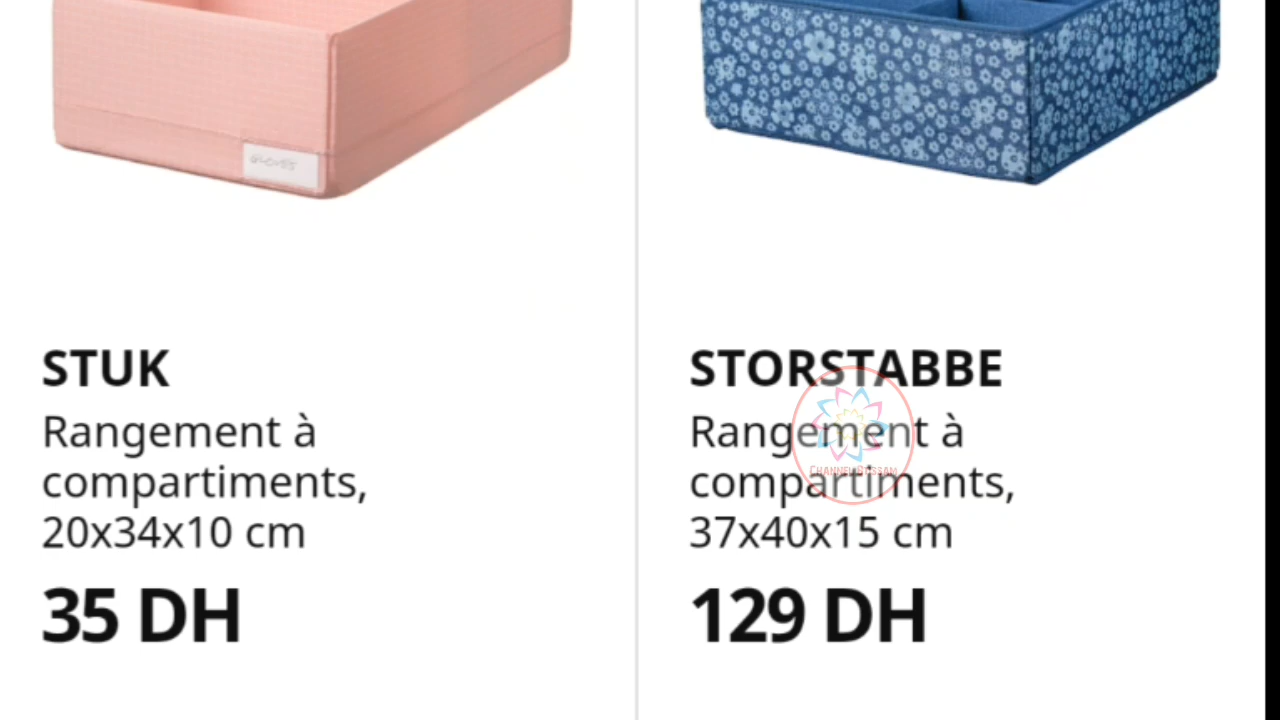 STUK
Rangement à
compartiments,
20x34x10 cm
35 DH
STORSTABBE
Rangement à
compartiments,
37x40x15 cm
129 DH